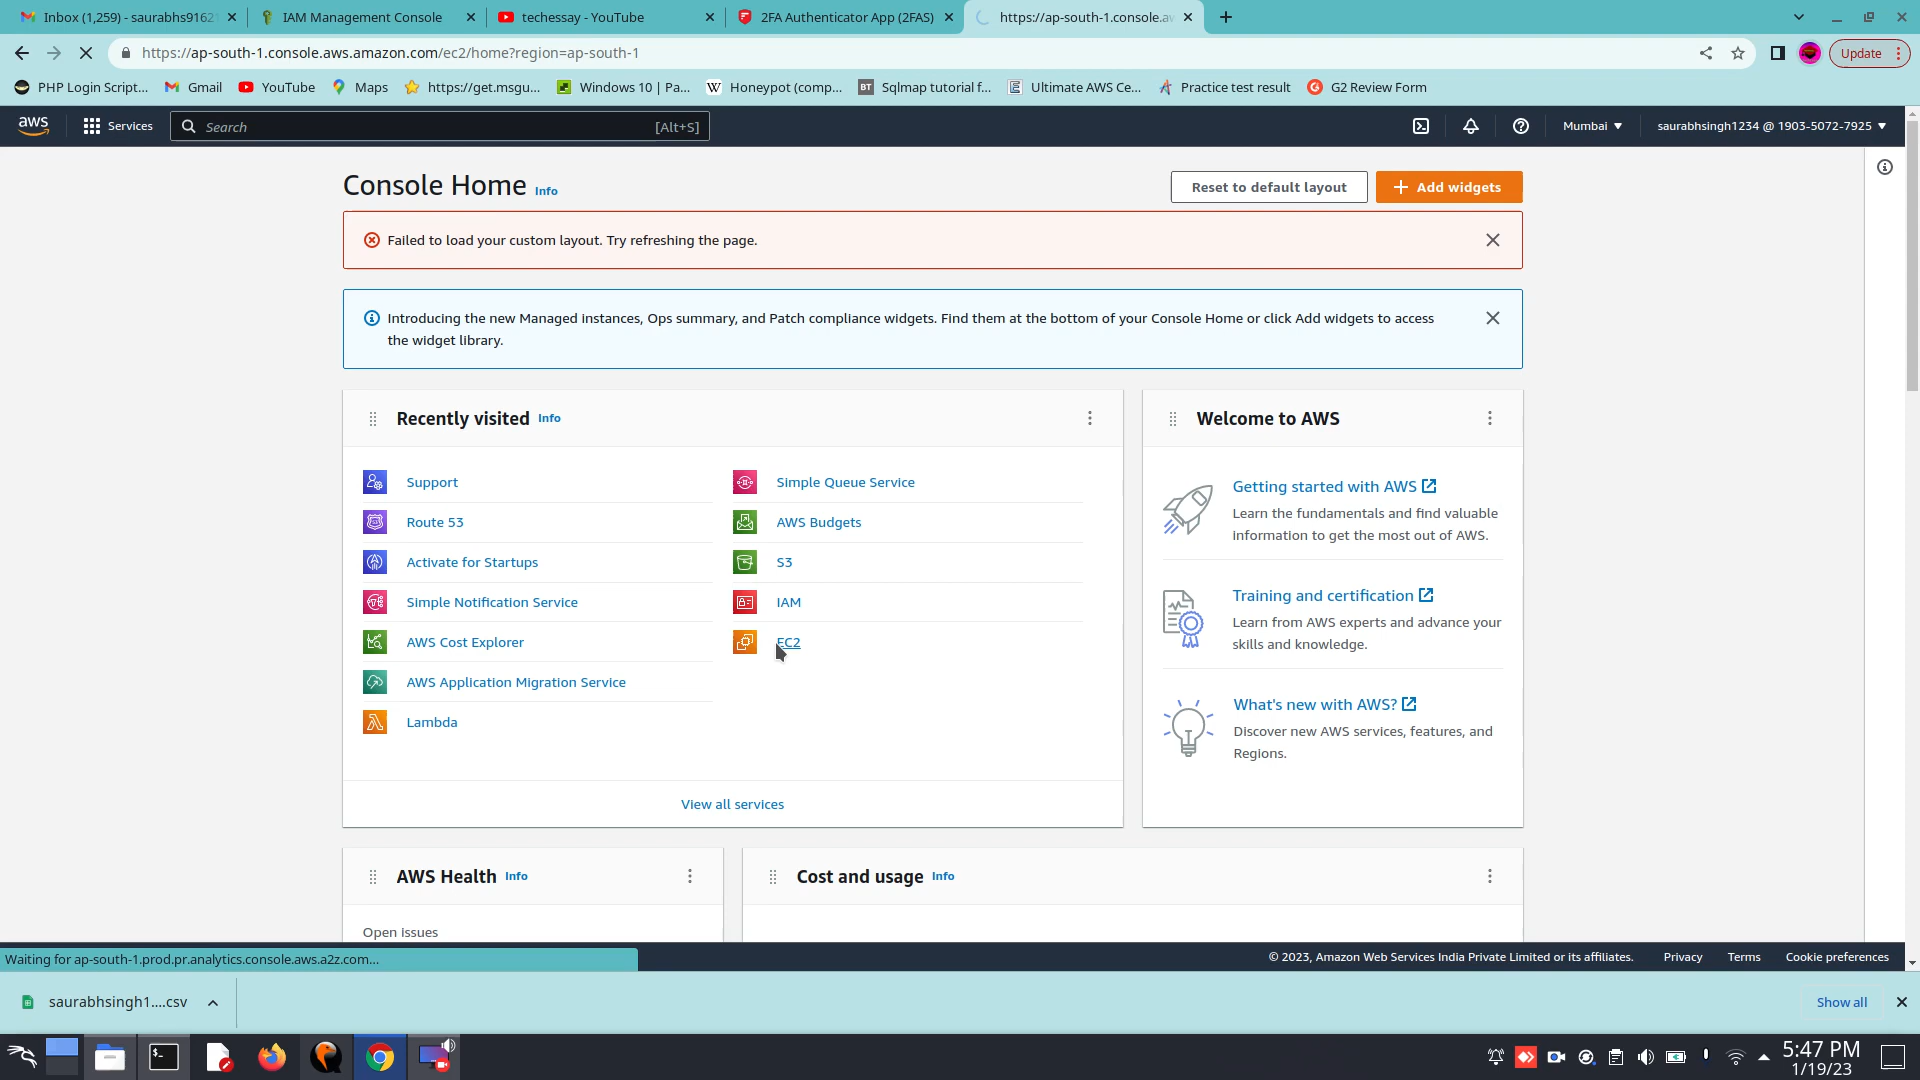 Inbox (1,259) - saurabhs9162
IAM Management Console
techessay - YouTube
2FA Authenticator App (2FAS)
https://ap-south-1.console.aw
https://ap-south-1.console.aws.amazon.com/ec2/home?region=ap-south-1
Update
PHP Login Script...
Gmail
YouTube
Maps
https://get.msgu...
Windows 10 | Pa...
Honeypot (comp...
Sqlmap tutorial f...
Ultimate AWS Ce...
Practice test result
G2 Review Form
aws
Services
Search
[Alt+S]
Mumbai
saurabhsingh1234 @ 1903-5072-7925
Console Home Info
Reset to default layout
Add widgets
Failed to load your custom layout. Try refreshing the page.
Introducing the new Managed instances, Ops summary, and Patch compliance widgets. Find them at the bottom of your Console Home or click Add widgets to access
the widget library.
Recently visited Info
Support
Route 53
Activate for Startups
Simple Notification Service
AWS Cost Explorer
AWS Application Migration Service
Lambda
Simple Queue Service
AWS Budgets
S3
IAM
EC2
View all services
Welcome to AWS
Getting started with AWS
Learn the fundamentals and find valuable
information to get the most out of AWS.
Training and certification
Learn from AWS experts and advance your
skills and knowledge.
What's new with AWS?
Discover new AWS services, features, and
Regions.
AWS Health Info
Open issues
Cost and usage Info
Waiting for ap-south-1.prod.pr.analytics.console.aws.a2z.com...
© 2023, Amazon Web Services India Private Limited or its affiliates.
Privacy
Terms
Cookie preferences
saurabhsingh1....csv
Show all
5:47 PM
1/19/23